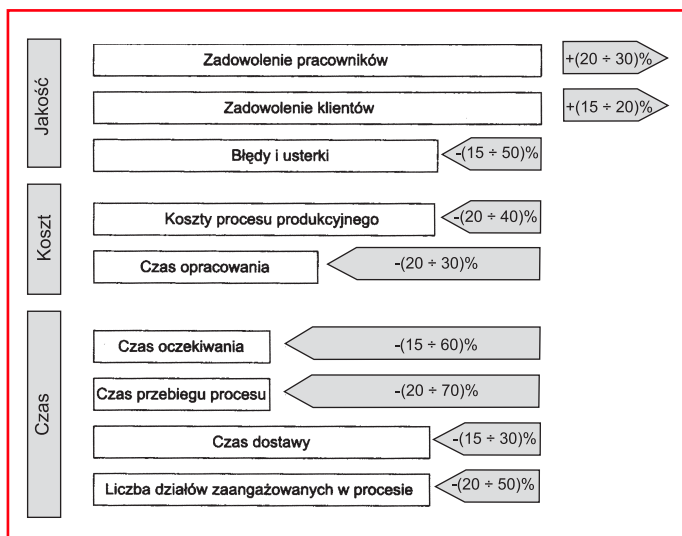 Jakość
Zadowolenie pracowników
+(20 ÷ 30)%
Zadowolenie klientów
+(15 ÷ 20)%
Błędy i usterki
-(15 ÷ 50)%
Koszt
Koszty procesu produkcyjnego
-(20 ÷ 40)%
Czas opracowania
-(20 ÷ 30)%
Czas
Czas oczekiwania
-(15 ÷ 60)%
Czas przebiegu procesu
-(20 ÷ 70)%
Czas dostawy
-(15 ÷ 30)%
Liczba działów zaangażowanych w procesie
-(20 ÷ 50)%